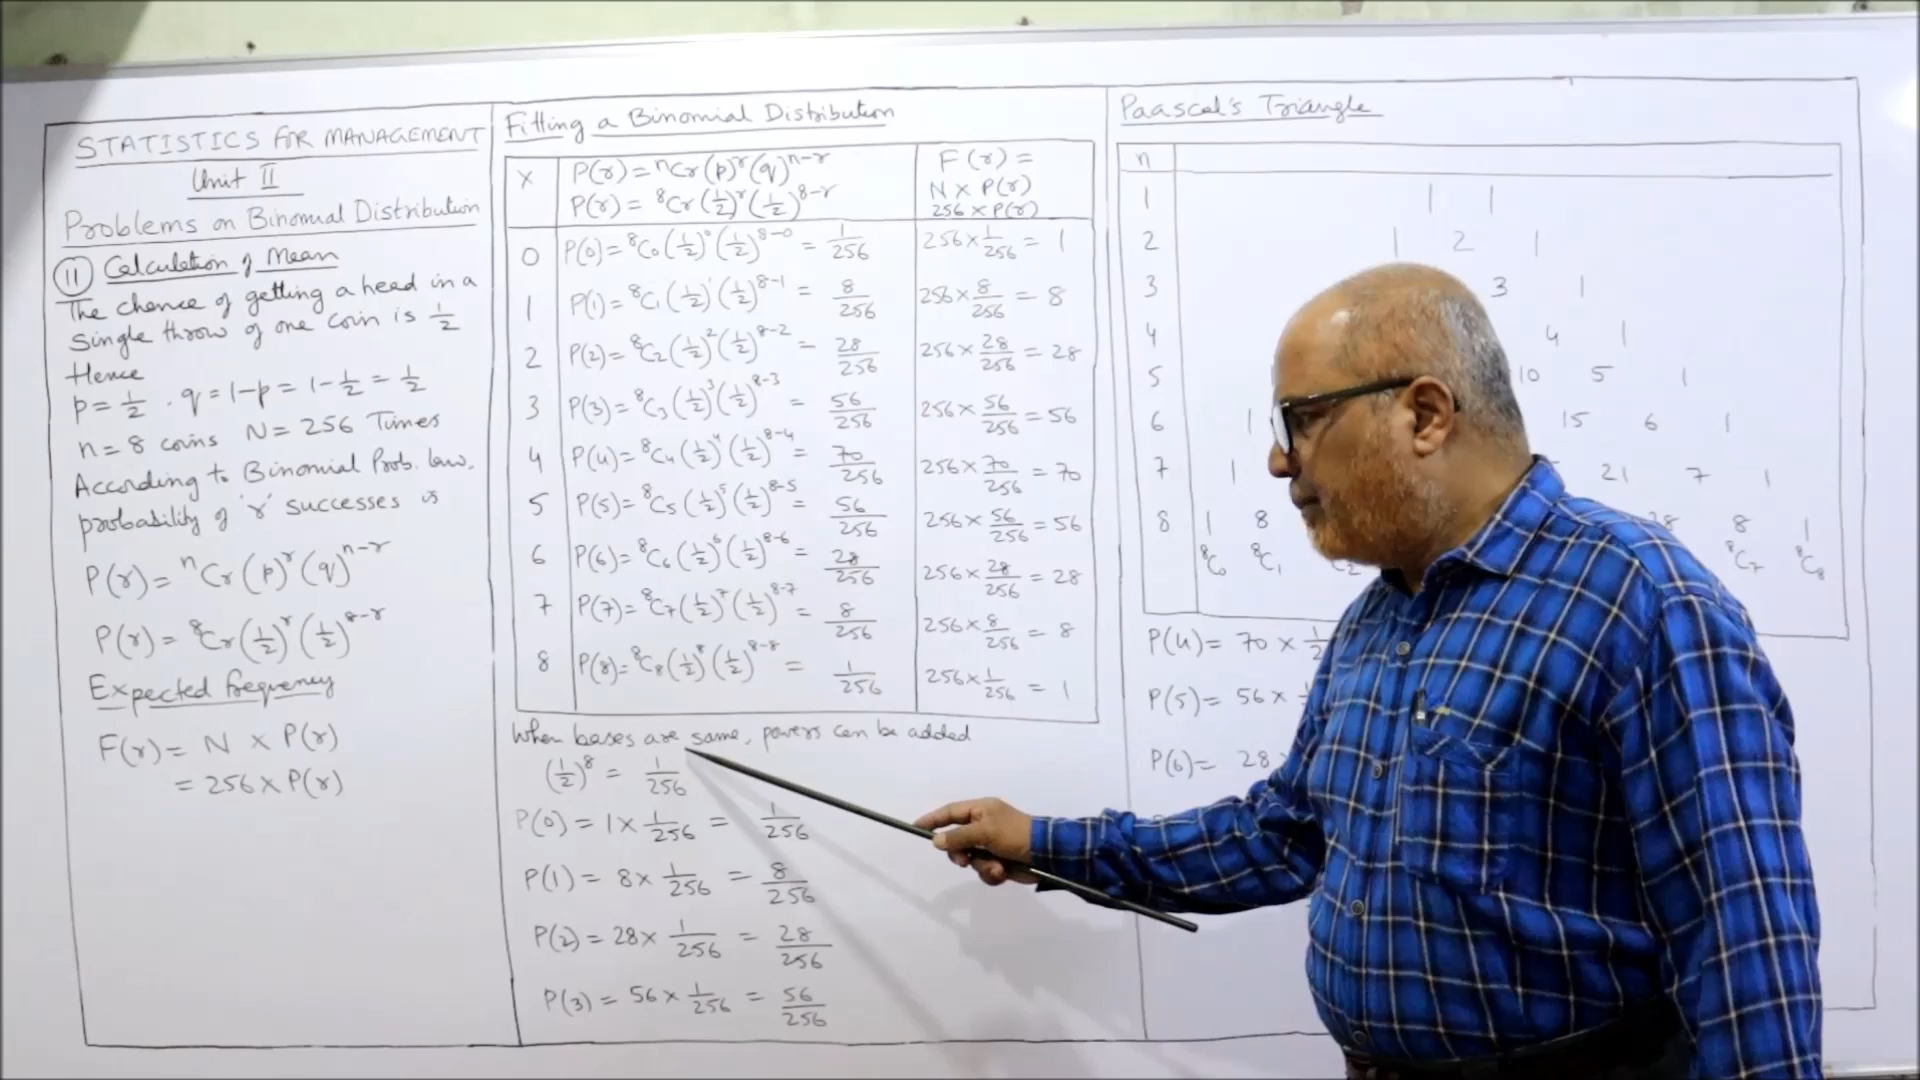 STATISTICS FOR MANAGEMENT
Unit II
Problems on Binomial Distribution
11 Calculation of Mean
The chance of getting a head in a
single throw of one coin is 1/2
Hence
p = 1/2 . q = 1-p = 1 - 1/2 = 1/2
n = 8 coins N = 256 Times
According to Binomial Prob. law,
probability of 'r' successes is
P(r) = ⁿCr (p)^r (q)^(n-r)
P(r) = ⁸Cr (1/2)^r (1/2)^(8-r)
Expected frequency
F(r) = N × P(r)
= 256 × P(r)
Fitting a Binomial Distribution
X P(r) = ⁿCr (p)^r (q)^(n-r) F(r) =
N × P(r)
P(r) = ⁸Cr (1/2)^r (1/2)^(8-r) 256 × P(r)
0 P(0) = ⁸C₀ (1/2)^0 (1/2)^(8-0) = 1/256 256 × 1/256 = 1
1 P(1) = ⁸C₁ (1/2)^1 (1/2)^(8-1) = 8/256 256 × 8/256 = 8
2 P(2) = ⁸C₂ (1/2)^2 (1/2)^(8-2) = 28/256 256 × 28/256 = 28
3 P(3) = ⁸C₃ (1/2)^3 (1/2)^(8-3) = 56/256 256 × 56/256 = 56
4 P(4) = ⁸C₄ (1/2)^4 (1/2)^(8-4) = 70/256 256 × 70/256 = 70
5 P(5) = ⁸C₅ (1/2)^5 (1/2)^(8-5) = 56/256 256 × 56/256 = 56
6 P(6) = ⁸C₆ (1/2)^6 (1/2)^(8-6) = 28/256 256 × 28/256 = 28
7 P(7) = ⁸C₇ (1/2)^7 (1/2)^(8-7) = 8/256 256 × 8/256 = 8
8 P(8) = ⁸C₈ (1/2)^8 (1/2)^(8-8) = 1/256 256 × 1/256 = 1
When bases are same, powers can be added
(1/2)^8 = 1/256
P(0) = 1 × 1/256 = 1/256
P(1) = 8 × 1/256 = 8/256
P(2) = 28 × 1/256 = 28/256
P(3) = 56 × 1/256 = 56/256
Paascal's Triangle
n
1 1 1
2 1 2 1
3 3 1
4 4 1
5 10 5 1
6 1 15 6 1
7 1 21 7 1
8 1 8 28 8 1
⁸C₀ ⁸C₁ C₂ ⁸C₇ ⁸C₈
P(4) = 70 ×
P(5) = 56 ×
P(6) = 28